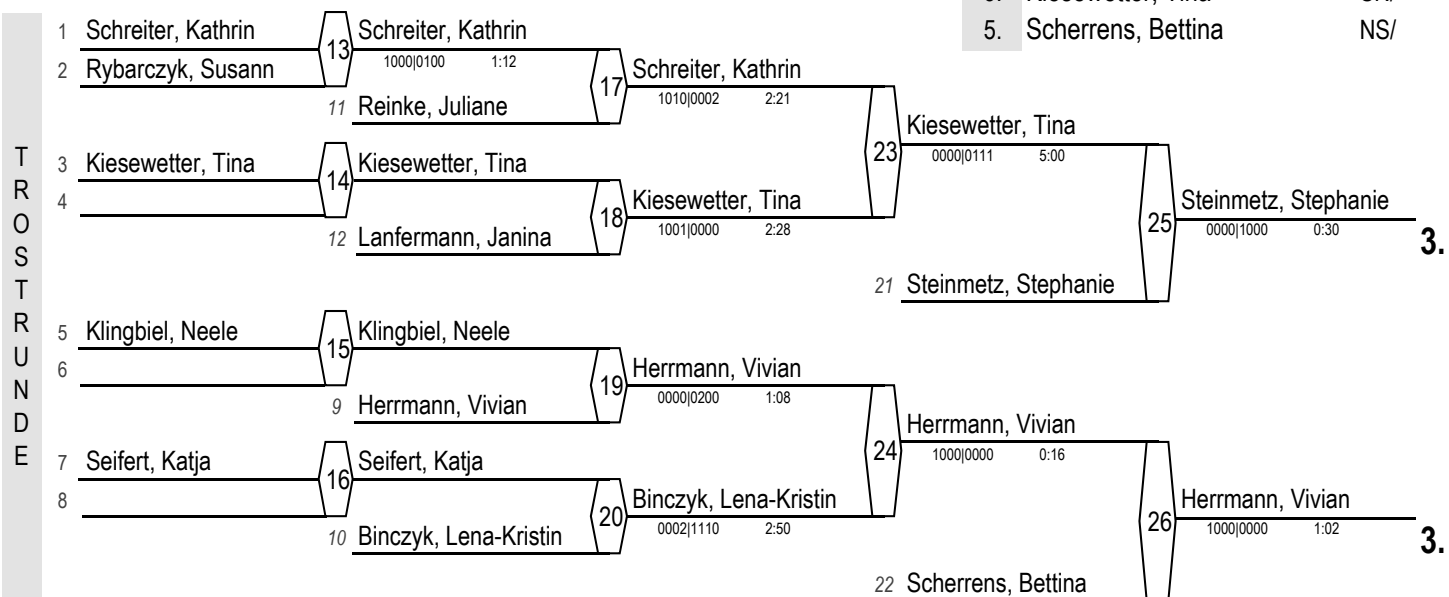 5. Scherrens, Bettina NS/
TROSTRUNDE
1 Schreiter, Kathrin
2 Rybarczyk, Susann
13
Schreiter, Kathrin
1000|0100 1:12
11 Reinke, Juliane
17
Schreiter, Kathrin
1010|0002 2:21
3 Kiesewetter, Tina
4
14
Kiesewetter, Tina
12 Lanfermann, Janina
18
Kiesewetter, Tina
1001|0000 2:28
23
Kiesewetter, Tina
0000|0111 5:00
21 Steinmetz, Stephanie
25
Steinmetz, Stephanie
0000|1000 0:30
3.
5 Klingbiel, Neele
6
15
Klingbiel, Neele
9 Herrmann, Vivian
19
Herrmann, Vivian
0000|0200 1:08
7 Seifert, Katja
8
16
Seifert, Katja
10 Binczyk, Lena-Kristin
20
Binczyk, Lena-Kristin
0002|1110 2:50
24
Herrmann, Vivian
1000|0000 0:16
22 Scherrens, Bettina
26
Herrmann, Vivian
1000|0000 1:02
3.